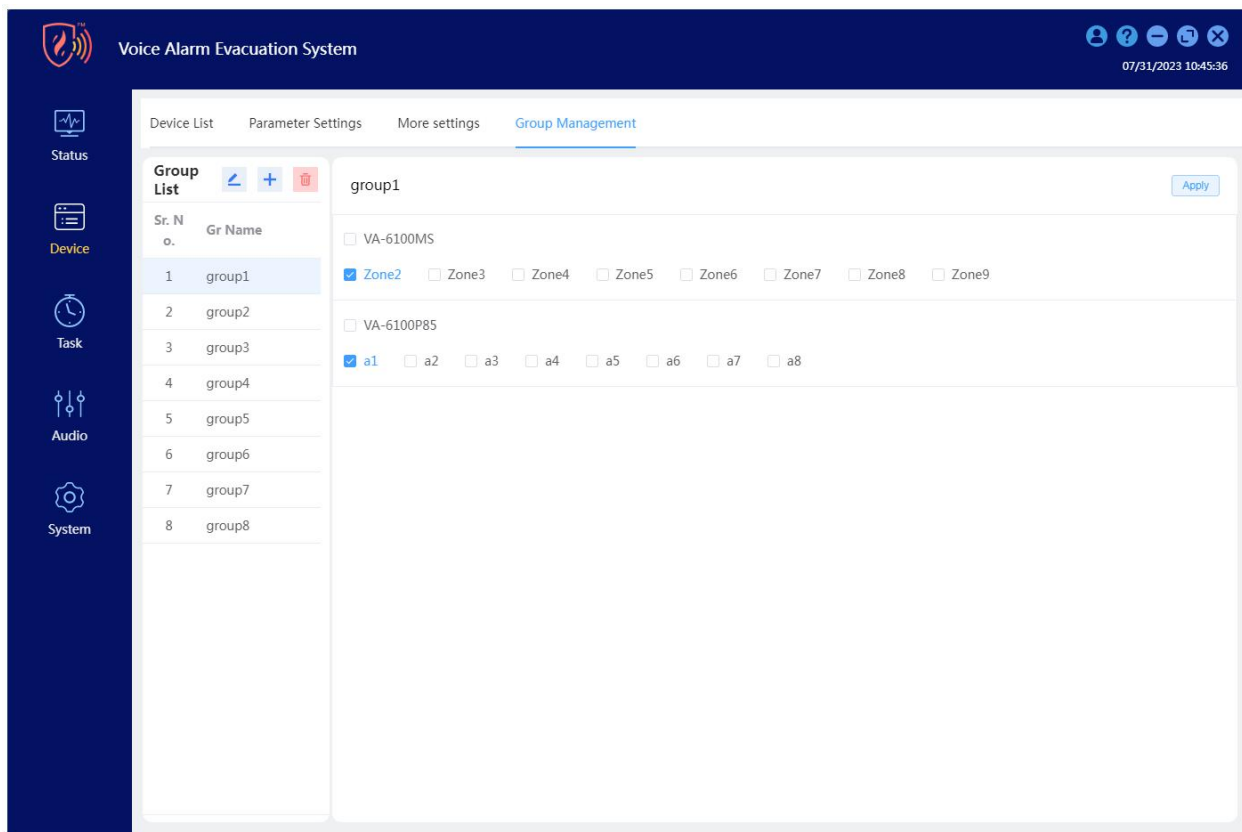 TM
Voice Alarm Evacuation System
07/31/2023 10:45:36
Status
Device
Task
Audio
System
Device List Parameter Settings More settings Group Management
Group
List
Sr. N
o.
Gr Name
1 group1
2 group2
3 group3
4 group4
5 group5
6 group6
7 group7
8 group8
group1 Apply
VA-6100MS
Zone2 Zone3 Zone4 Zone5 Zone6 Zone7 Zone8 Zone9
VA-6100P85
a1 a2 a3 a4 a5 a6 a7 a8